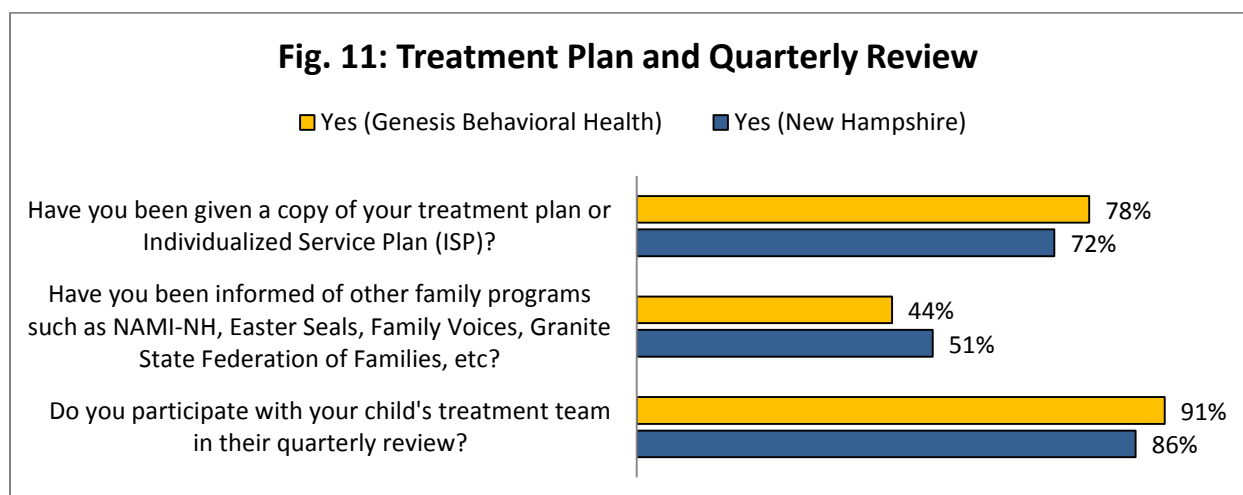 Fig. 11: Treatment Plan and Quarterly Review
Yes (Genesis Behavioral Health) Yes (New Hampshire)
Have you been given a copy of your treatment plan or
Individualized Service Plan (ISP)?
78%
72%
Have you been informed of other family programs
such as NAMI-NH, Easter Seals, Family Voices, Granite
State Federation of Families, etc?
44%
51%
Do you participate with your child's treatment team
in their quarterly review?
91%
86%